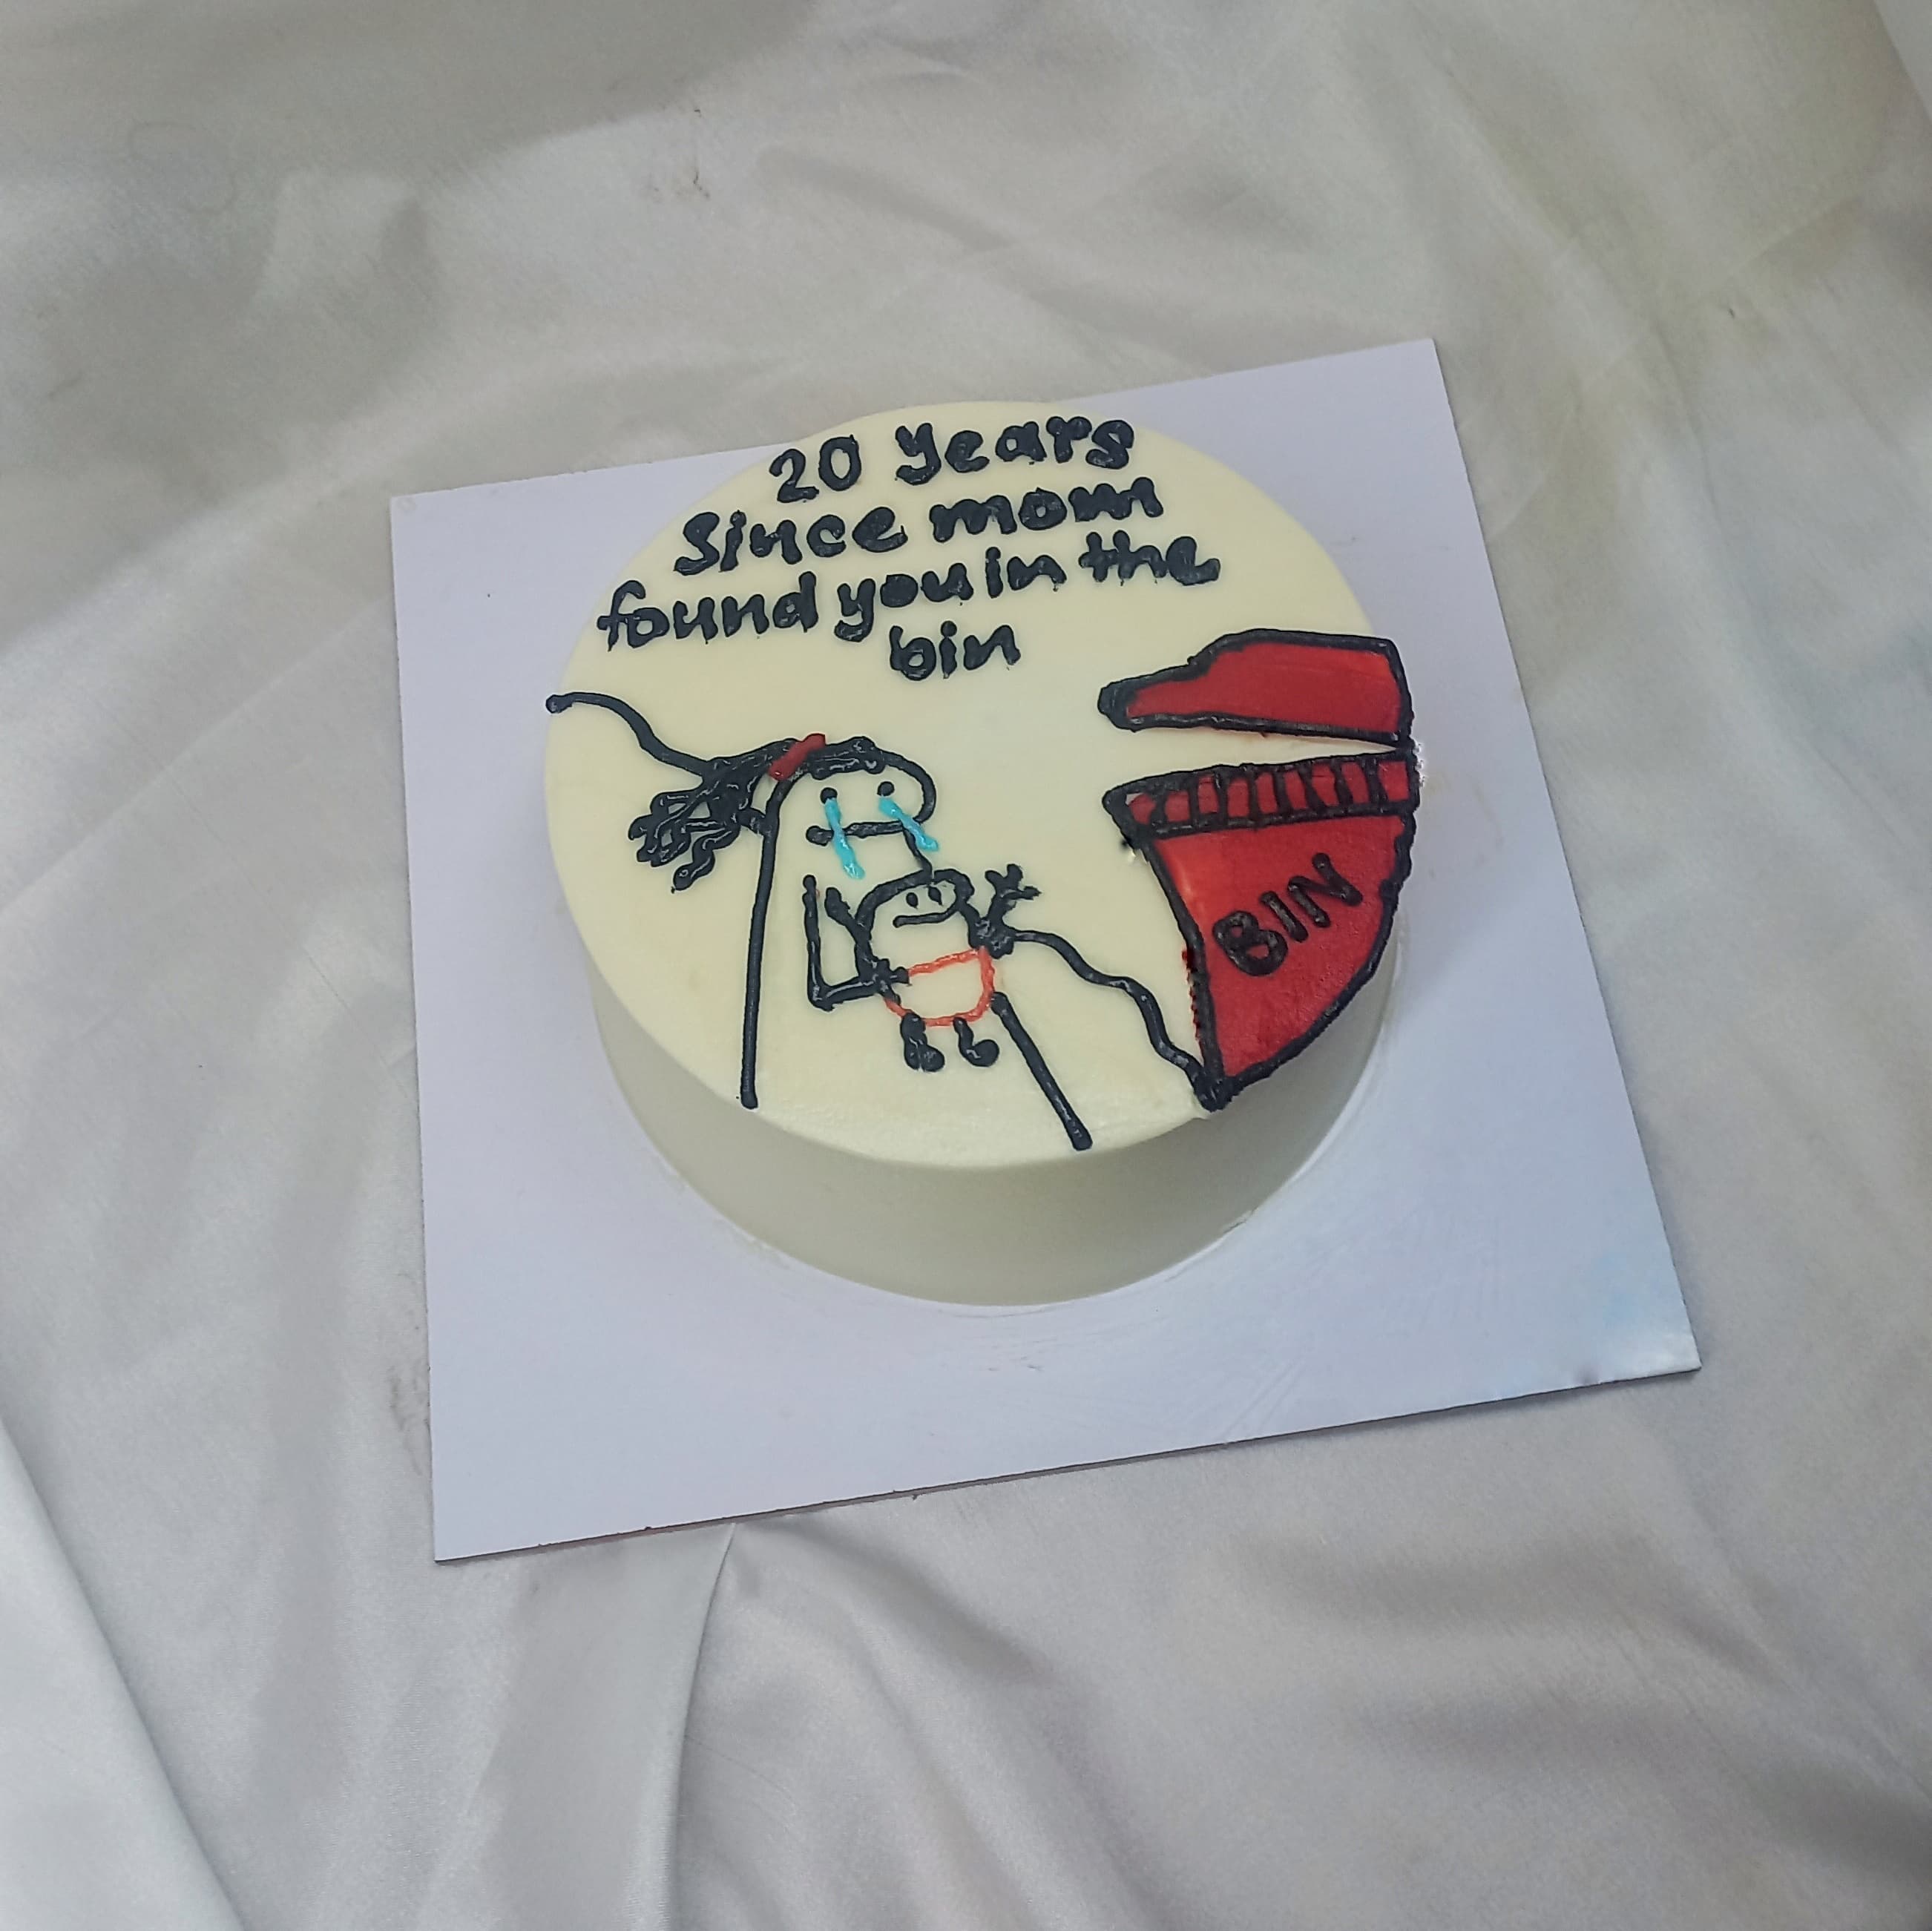 20 years
Since mom
found you in the
bin
BIN